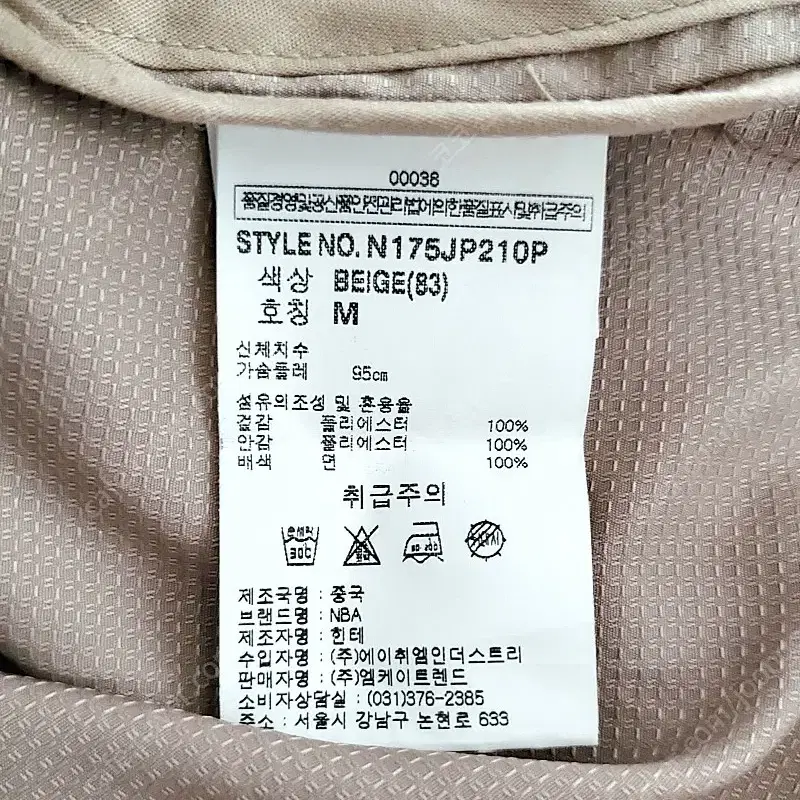 00036
품질경영및공산품안전관리법에의한품질표시및취급주의
STYLE NO. N175JP210P
색상 BEIGE(83)
호칭 M
신체치수
가슴둘레 95cm
섬유의조성 및 혼용율
겉감 폴리에스터 100%
안감 폴리에스터 100%
배색 면 100%
취급주의
손세탁
30℃
제조국명 : 중국
브랜드명 : NBA
제조자명 : 힌테
수입자명 : (주)에이취엠인더스트리
판매자명 : (주)엠케이트렌드
소비자상담실 : (031)376-2385
주소 : 서울시 강남구 논현로 633